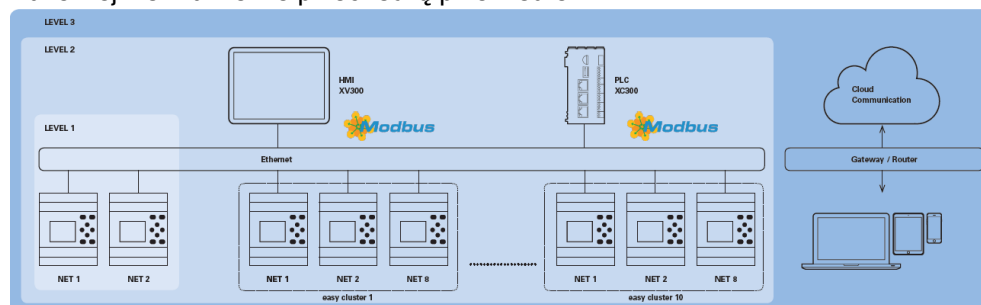 LEVEL 3
LEVEL 2
HMI
XV300
PLC
XC300
Cloud
Communication
Modbus
Modbus
LEVEL 1
Ethernet
Gateway / Router
NET 1
NET 2
NET 1
NET 2
NET 8
NET 1
NET 2
NET 8
easy cluster 1
easy cluster 10